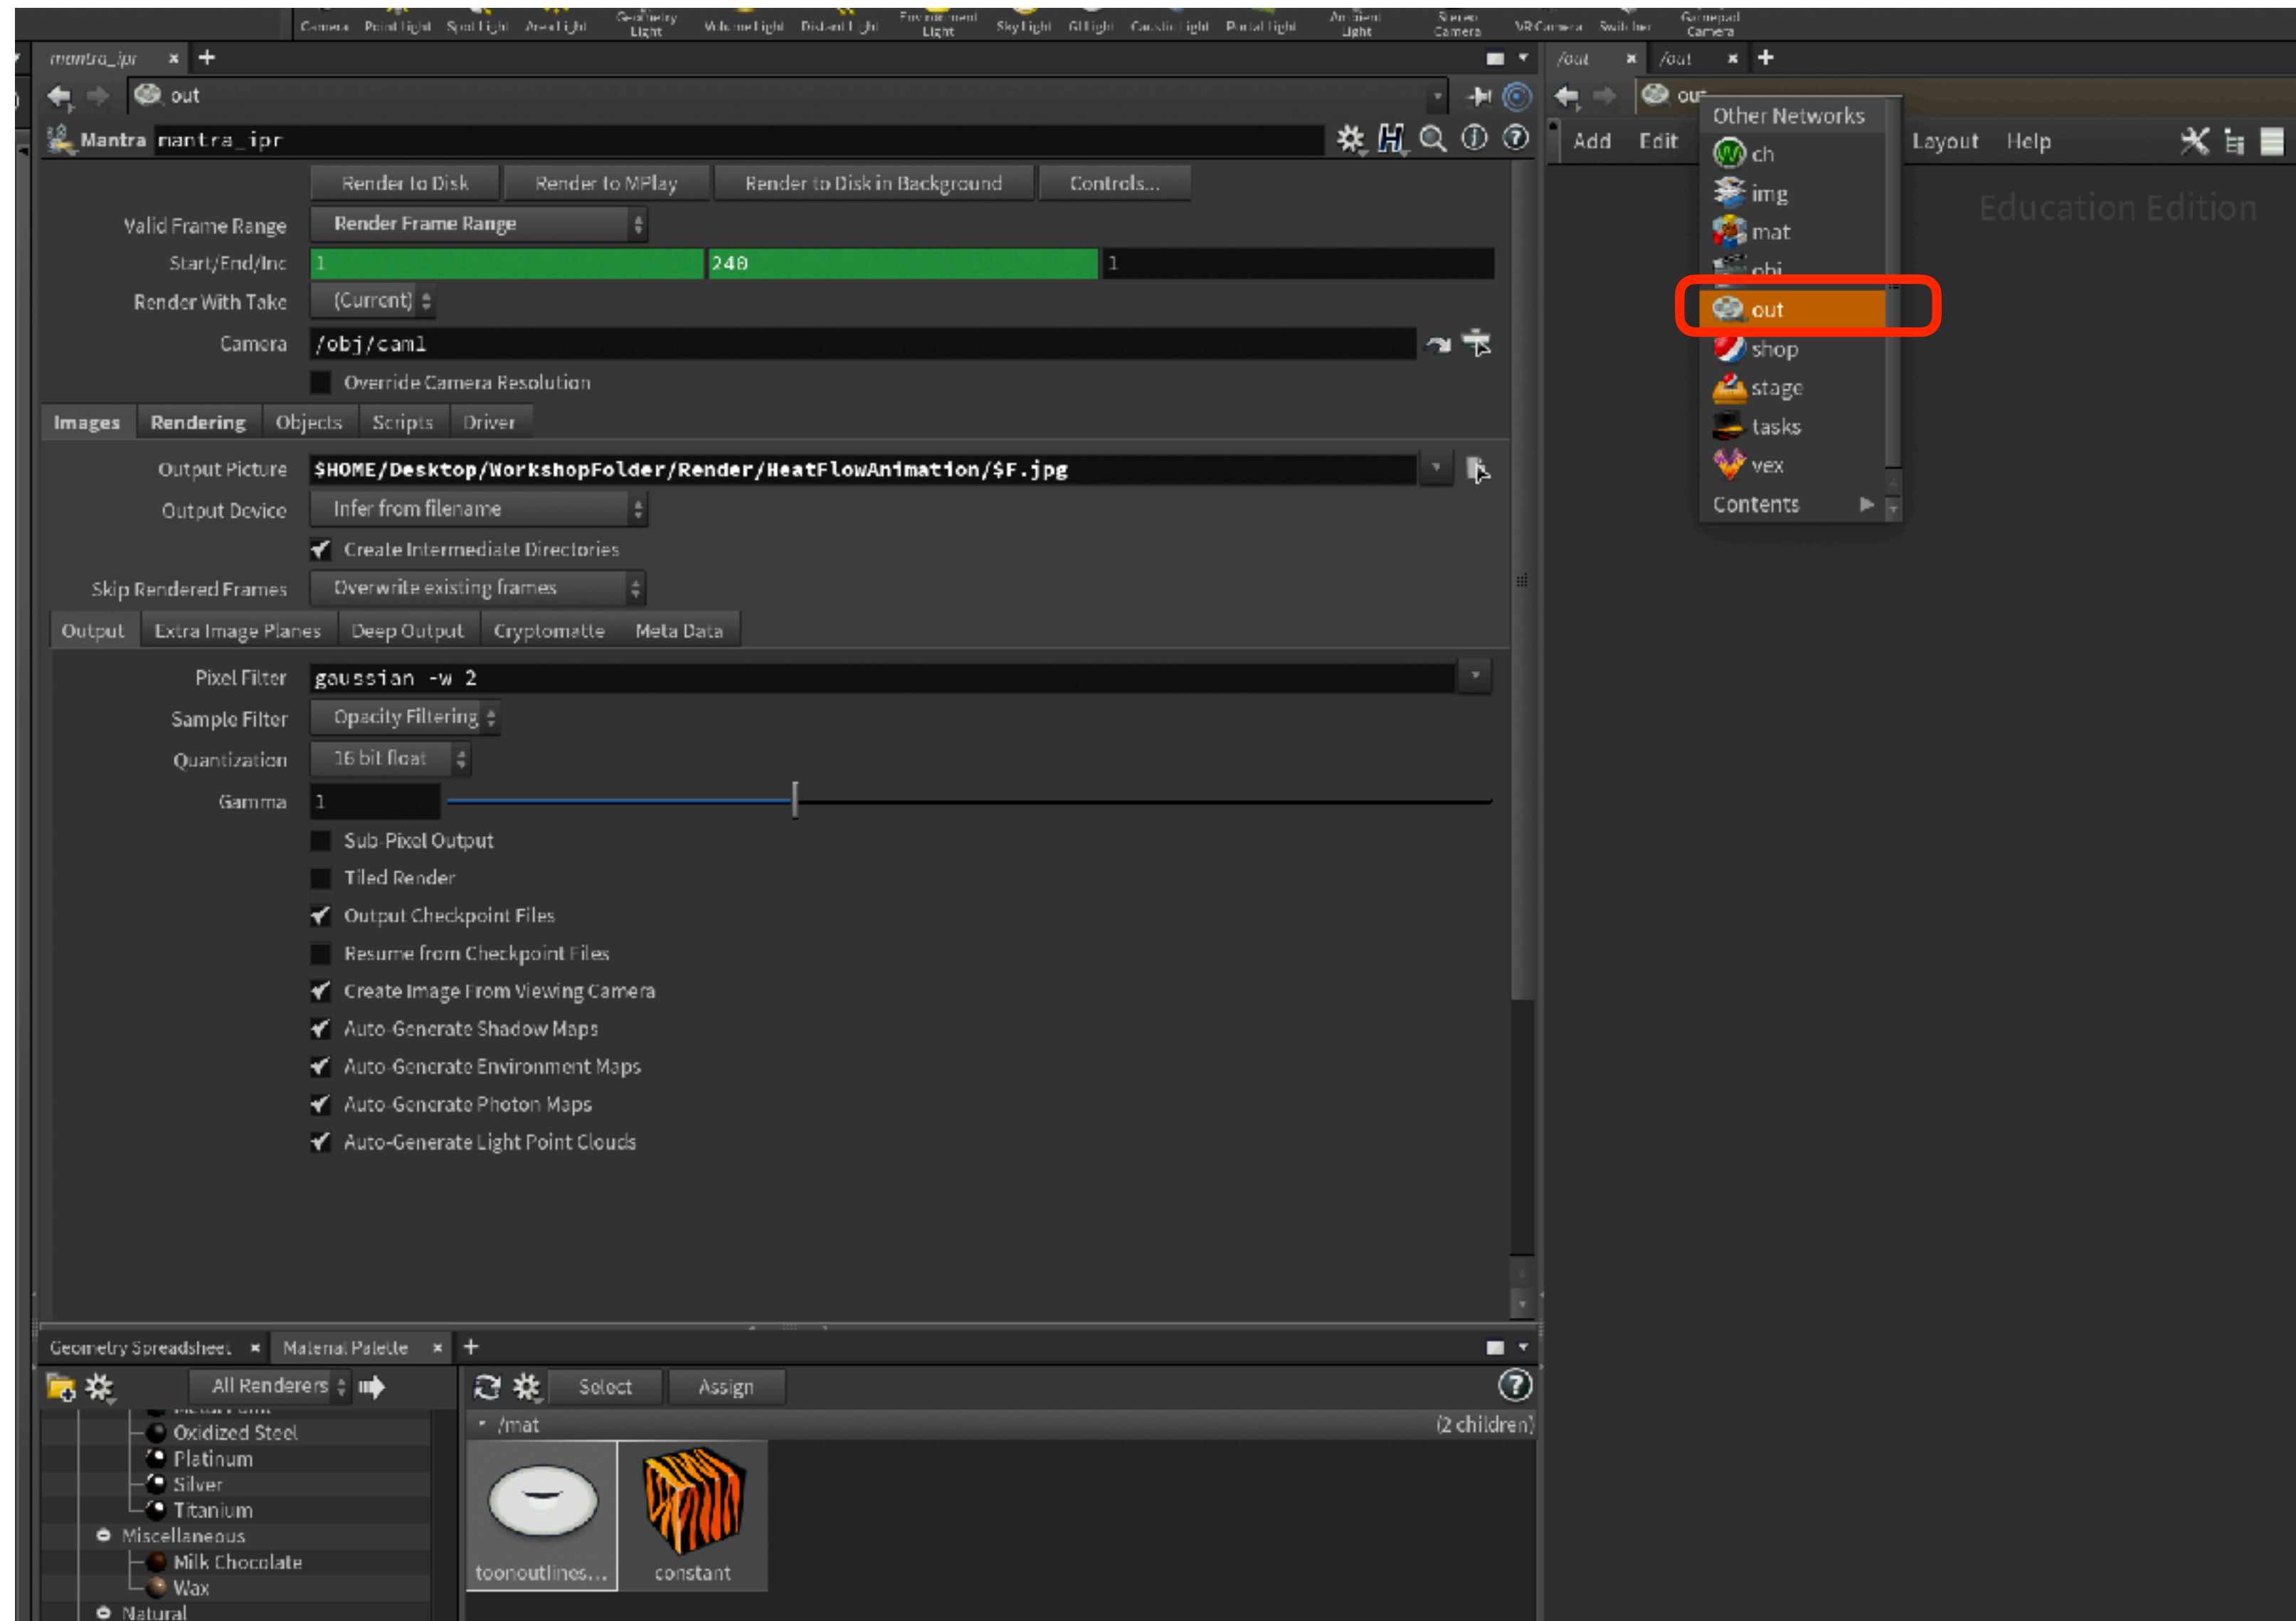 Camera Point Light Spot Light Area Light Geometry Light Volume Light Distant Light Environment Light Sky Light GI Light Caustic Light Portal Light Ambient Light Stereo Camera VR Camera Switcher Gamepad Camera
mantra_ipr
out
Mantra mantra_ipr
Render to Disk Render to MPlay Render to Disk in Background Controls...
Valid Frame Range Render Frame Range
Start/End/Inc 1 240 1
Render With Take (Current)
Camera /obj/cam1
Override Camera Resolution
Images Rendering Objects Scripts Driver
Output Picture $HOME/Desktop/WorkshopFolder/Render/HeatFlowAnimation/$F.jpg
Output Device Infer from filename
Create Intermediate Directories
Skip Rendered Frames Overwrite existing frames
Output Extra Image Planes Deep Output Cryptomatte Meta Data
Pixel Filter gaussian -w 2
Sample Filter Opacity Filtering
Quantization 16 bit float
Gamma 1
Sub-Pixel Output
Tiled Render
Output Checkpoint Files
Resume from Checkpoint Files
Create Image From Viewing Camera
Auto-Generate Shadow Maps
Auto-Generate Environment Maps
Auto-Generate Photon Maps
Auto-Generate Light Point Clouds
Geometry Spreadsheet Material Palette
All Renderers Select Assign
Oxidized Steel
Platinum
Silver
Titanium
Miscellaneous
Milk Chocolate
Wax
Natural
/mat (2 children)
toonoutlines... constant
/out /out
out
Add Edit Layout Help
Education Edition
Other Networks
ch
img
mat
obj
out
shop
stage
tasks
vex
Contents